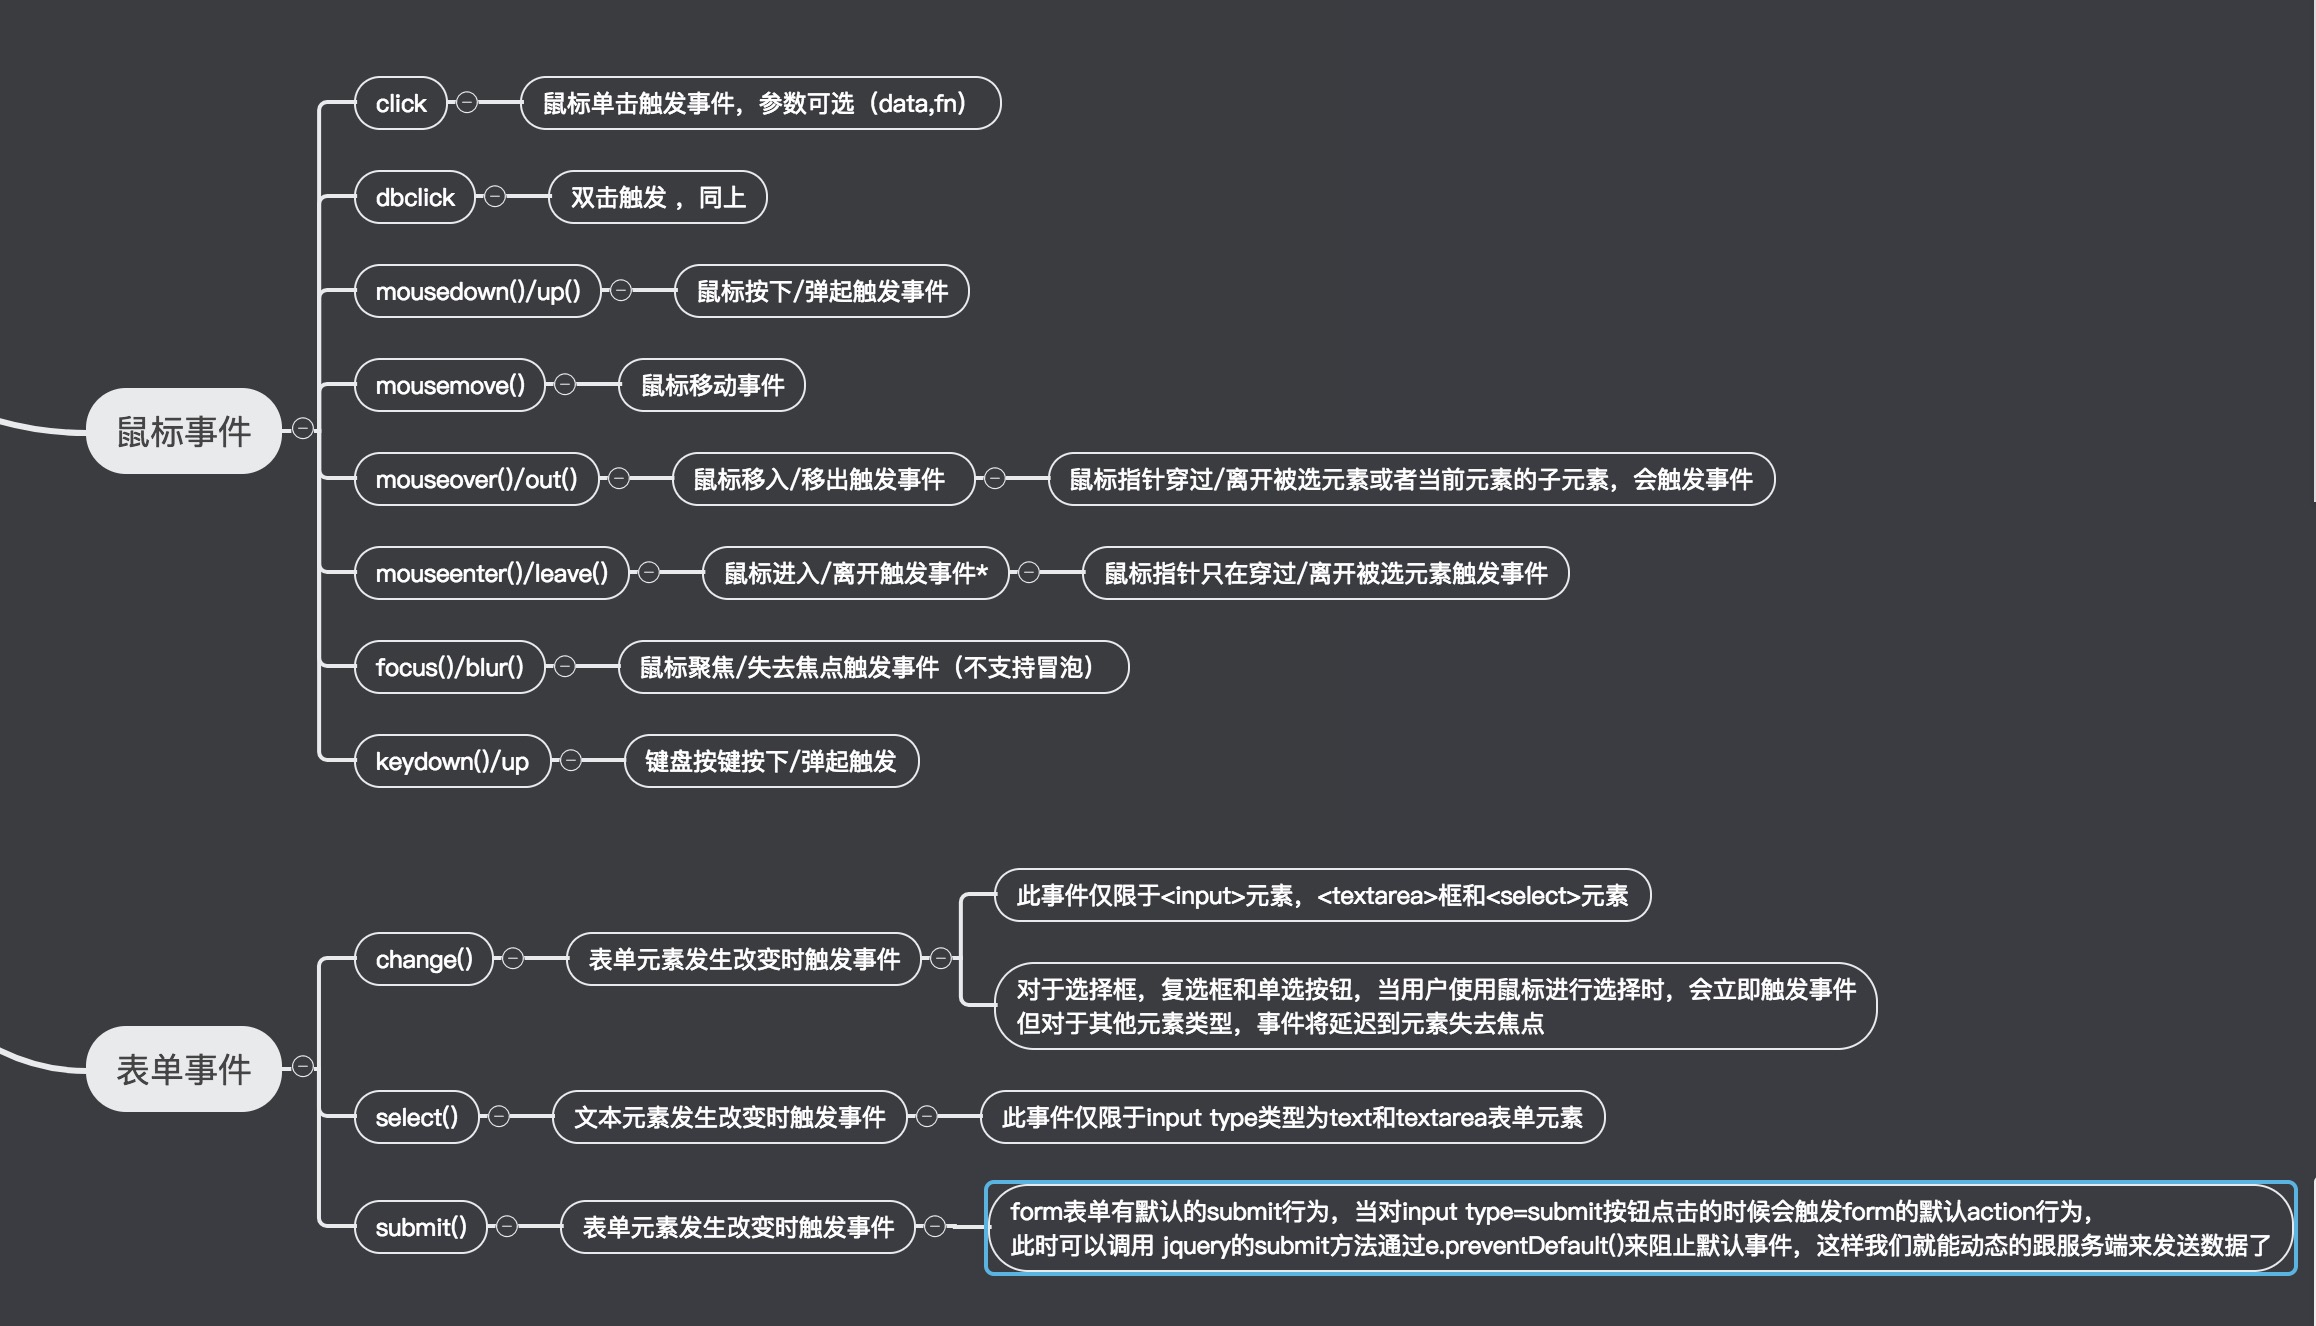 鼠标事件
click
鼠标单击触发事件，参数可选（data,fn）
dbclick
双击触发 ，同上
mousedown()/up()
鼠标按下/弹起触发事件
mousemove()
鼠标移动事件
mouseover()/out()
鼠标移入/移出触发事件
鼠标指针穿过/离开被选元素或者当前元素的子元素，会触发事件
mouseenter()/leave()
鼠标进入/离开触发事件*
鼠标指针只在穿过/离开被选元素触发事件
focus()/blur()
鼠标聚焦/失去焦点触发事件（不支持冒泡）
keydown()/up
键盘按键按下/弹起触发
表单事件
change()
表单元素发生改变时触发事件
此事件仅限于<input>元素，<textarea>框和<select>元素
对于选择框，复选框和单选按钮，当用户使用鼠标进行选择时，会立即触发事件
但对于其他元素类型，事件将延迟到元素失去焦点
select()
文本元素发生改变时触发事件
此事件仅限于input type类型为text和textarea表单元素
submit()
表单元素发生改变时触发事件
form表单有默认的submit行为，当对input type=submit按钮点击的时候会触发form的默认action行为，
此时可以调用 jquery的submit方法通过e.preventDefault()来阻止默认事件，这样我们就能动态的跟服务端来发送数据了